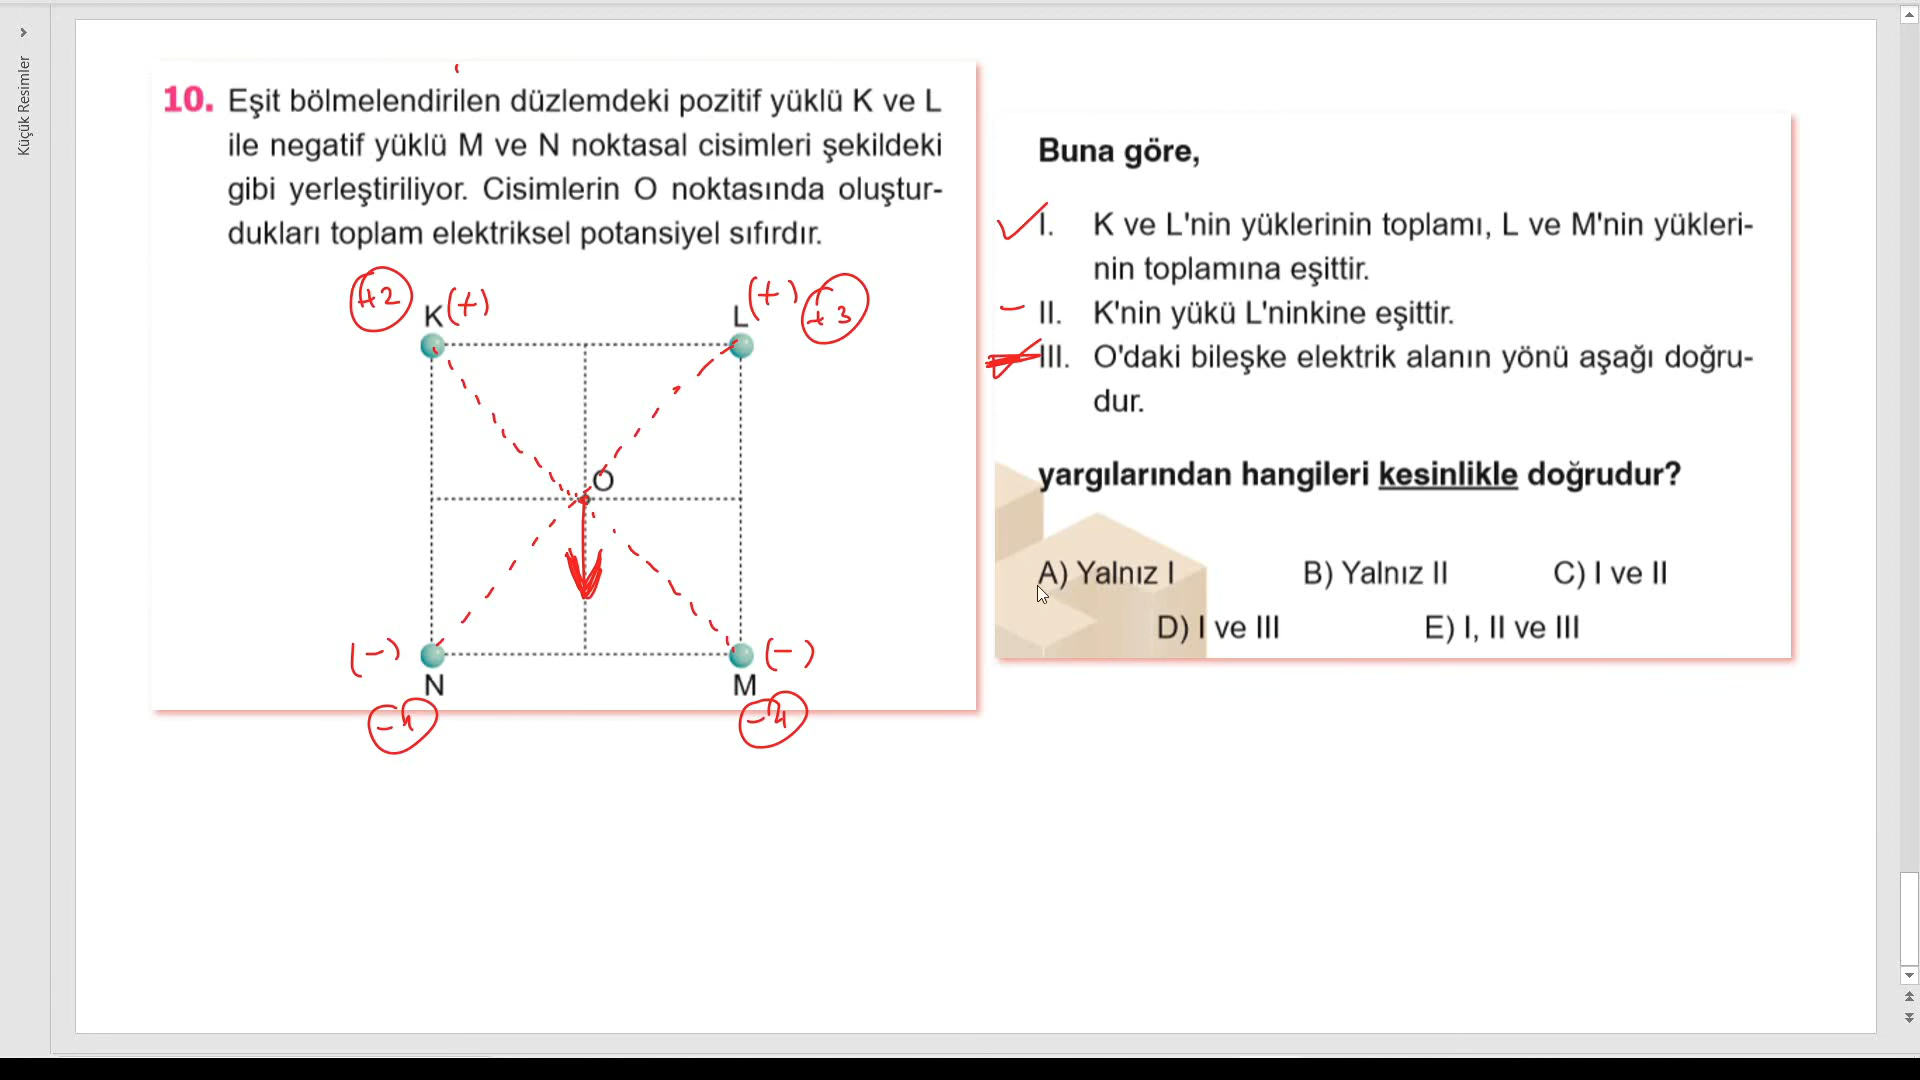 Küçük Resimler
10. Eşit bölmelendirilen düzlemdeki pozitif yüklü K ve L
ile negatif yüklü M ve N noktasal cisimleri şekildeki
gibi yerleştiriliyor. Cisimlerin O noktasında oluştur-
dukları toplam elektriksel potansiyel sıfırdır.
+2 K (+) L (+) +3
O
(-) (-)
N M
-4 -4
Buna göre,
I. K ve L'nin yüklerinin toplamı, L ve M'nin yükleri-
nin toplamına eşittir.
II. K'nin yükü L'ninkine eşittir.
III. O'daki bileşke elektrik alanın yönü aşağı doğru-
dur.
yargılarından hangileri kesinlikle doğrudur?
A) Yalnız I B) Yalnız II C) I ve II
D) I ve III E) I, II ve III